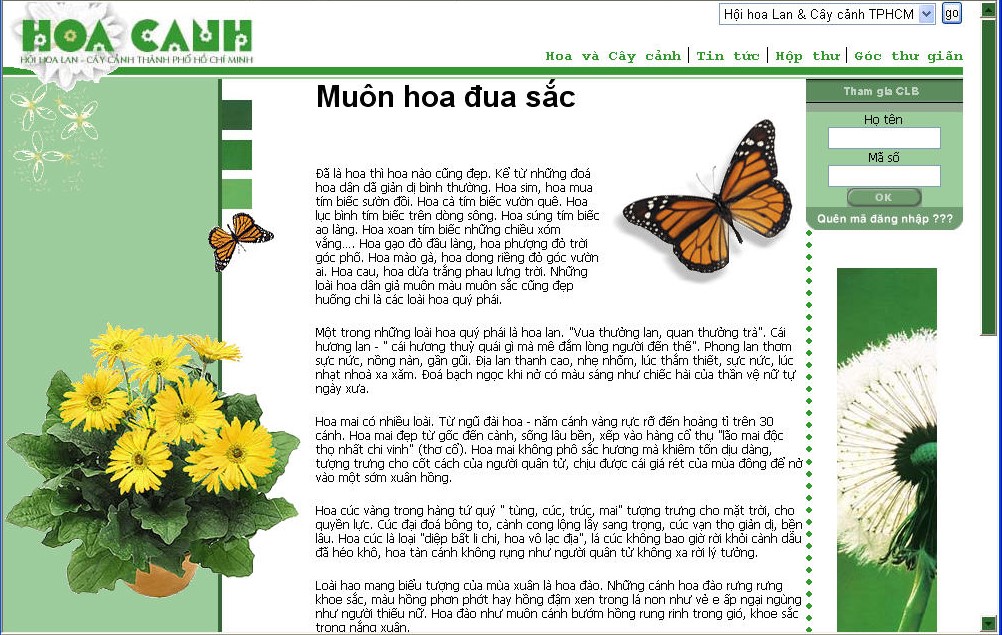 Hội hoa Lan & Cây cảnh TPHCM go
HOA CANH
HỘI HOA LAN - CÂY CẢNH THÀNH PHỐ HỒ CHÍ MINH
Hoa và Cây cảnh | Tin tức | Hộp thư | Góc thư giãn
Muôn hoa đua sắc
Đã là hoa thì hoa nào cũng đẹp. Kể từ những đoá
hoa dân dã giản dị bình thường. Hoa sim, hoa mua
tím biếc sườn đồi. Hoa cà tím biếc vườn quê. Hoa
lục bình tím biếc trên dòng sông. Hoa súng tím biếc
ao làng. Hoa xoan tím biếc những chiều xóm
vắng.... Hoa gạo đỏ đầu làng, hoa phượng đỏ trời
góc phố. Hoa mào gà, hoa dong riềng đỏ góc vườn
ai. Hoa cau, hoa dừa trắng phau lưng trời. Những
loài hoa dân giả muôn màu muôn sắc cũng đẹp
huống chi là các loài hoa quý phái.
Một trong những loài hoa quý phái là hoa lan. "Vua thưởng lan, quan thưởng trà". Cái
hương lan - " cái hương thuỷ quái gì mà mê đắm lòng người đến thế". Phong lan thơm
sực nức, nồng nàn, gần gũi. Địa lan thanh cao, nhẹ nhõm, lúc thắm thiết, sực nức, lúc
nhạt nhoà xa xăm. Đoá bạch ngọc khi nở có màu sáng như chiếc hài của thần vệ nữ tự
ngày xưa.
Hoa mai có nhiều loài. Từ ngũ đài hoa - năm cánh vàng rực rỡ đến hoàng tỉ trên 30
cánh. Hoa mai đẹp từ gốc đến cành, sống lâu bền, xếp vào hàng cổ thụ "lão mai độc
thọ nhất chi vinh" (thơ cổ). Hoa mai không phô sắc hương mà khiêm tốn dịu dàng,
tượng trưng cho cốt cách của người quân tử, chịu được cái giá rét của mùa đông để nở
vào một sớm xuân hồng.
Hoa cúc vàng trong hàng tứ quý " tùng, cúc, trúc, mai" tượng trưng cho mặt trời, cho
quyền lực. Cúc đại đoá bông to, cành cong lộng lẫy sang trọng, cúc vạn thọ giản dị, bền
lâu. Hoa cúc là loại "diệp bất li chi, hoa vô lạc địa", lá cúc không bao giờ rời khỏi cành dẫu
đã héo khô, hoa tàn cánh không rụng như người quân tử không xa rời lý tưởng.
Loài hao mang biểu tượng của mùa xuân là hoa đào. Những cánh hoa đào rưng rưng
khoe sắc, màu hồng phơn phớt hay hồng đậm xen trong lá non như vẻ e ấp ngại ngùng
như người thiếu nữ. Hoa đào như muôn cánh bướm hồng rung rinh trong gió, khoe sắc
trong nắng xuân.
Tham gia CLB
Họ tên
Mã số
OK
Quên mã đăng nhập ???